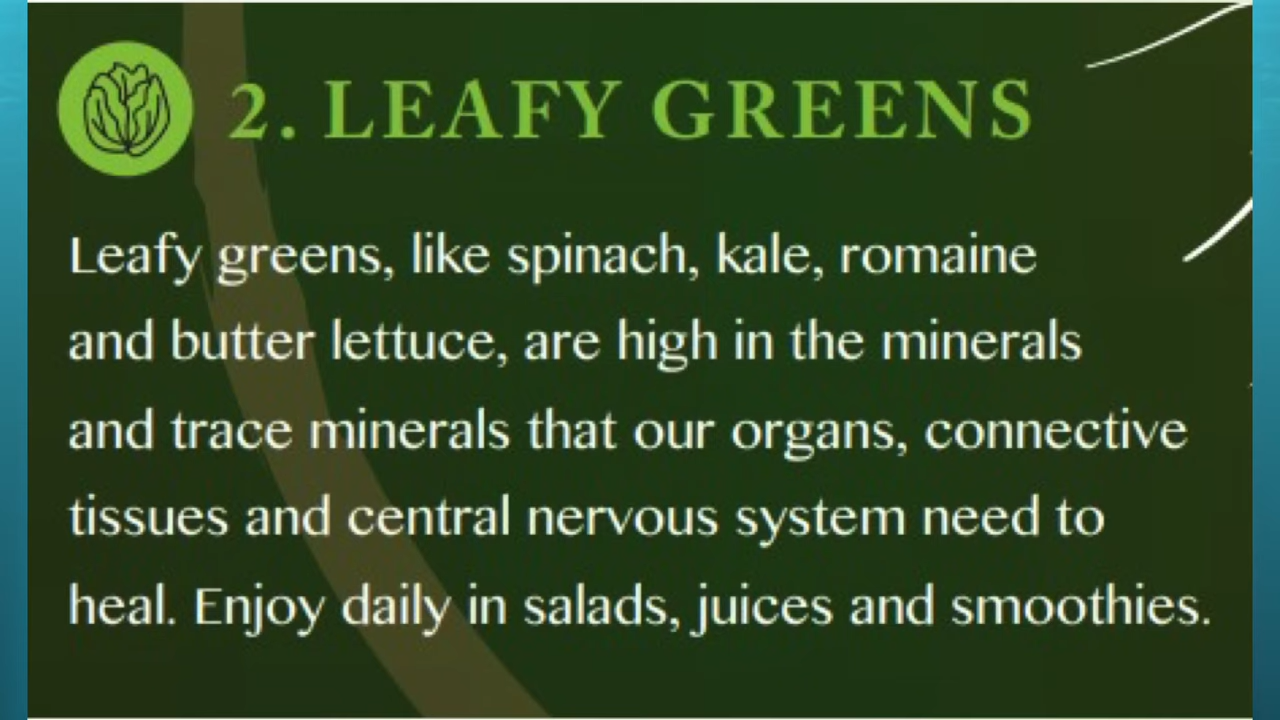 2. LEAFY GREENS
Leafy greens, like spinach, kale, romaine
and butter lettuce, are high in the minerals
and trace minerals that our organs, connective
tissues and central nervous system need to
heal. Enjoy daily in salads, juices and smoothies.